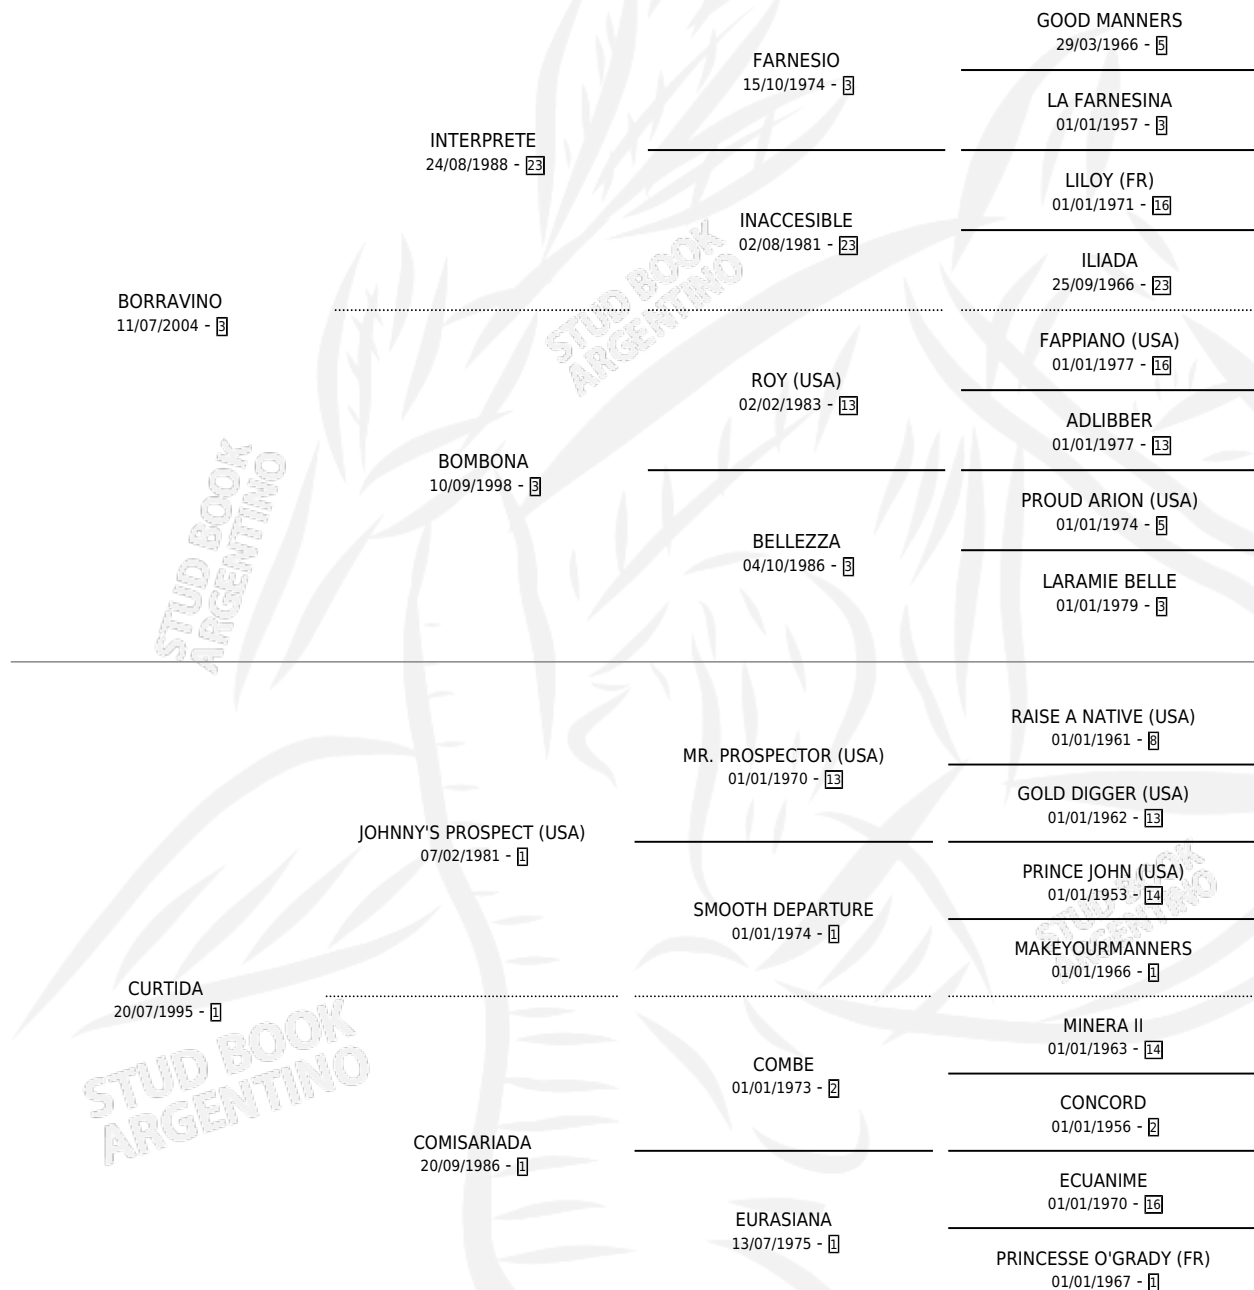 GOOD MANNERS
29/03/1966 - 5
FARNESIO
15/10/1974 - 3
LA FARNESINA
01/01/1957 - 3
INTERPRETE
24/08/1988 - 23
LILOY (FR)
01/01/1971 - 16
INACCESIBLE
02/08/1981 - 23
ILIADA
25/09/1966 - 23
BORRAVINO
11/07/2004 - 3
STUD BOOK
ARGENTINO
FAPPIANO (USA)
01/01/1977 - 16
ROY (USA)
02/02/1983 - 13
ADLIBBER
01/01/1977 - 13
BOMBONA
10/09/1998 - 3
PROUD ARION (USA)
01/01/1974 - 5
BELLEZZA
04/10/1986 - 3
LARAMIE BELLE
01/01/1979 - 3
STUD BOOK
ARGENTINO
RAISE A NATIVE (USA)
01/01/1961 - 8
MR. PROSPECTOR (USA)
01/01/1970 - 13
GOLD DIGGER (USA)
01/01/1962 - 13
JOHNNY'S PROSPECT (USA)
07/02/1981 - 1
PRINCE JOHN (USA)
01/01/1953 - 14
SMOOTH DEPARTURE
01/01/1974 - 1
STUD BOOK
ARGENTINO
MAKEYOURMANNERS
01/01/1966 - 1
CURTIDA
20/07/1995 - 1
STUD BOOK
ARGENTINO
MINERA II
01/01/1963 - 14
COMBE
01/01/1973 - 2
CONCORD
01/01/1956 - 2
COMISARIADA
20/09/1986 - 1
ECUANIME
01/01/1970 - 16
EURASIANA
13/07/1975 - 1
PRINCESSE O'GRADY (FR)
01/01/1967 - 1